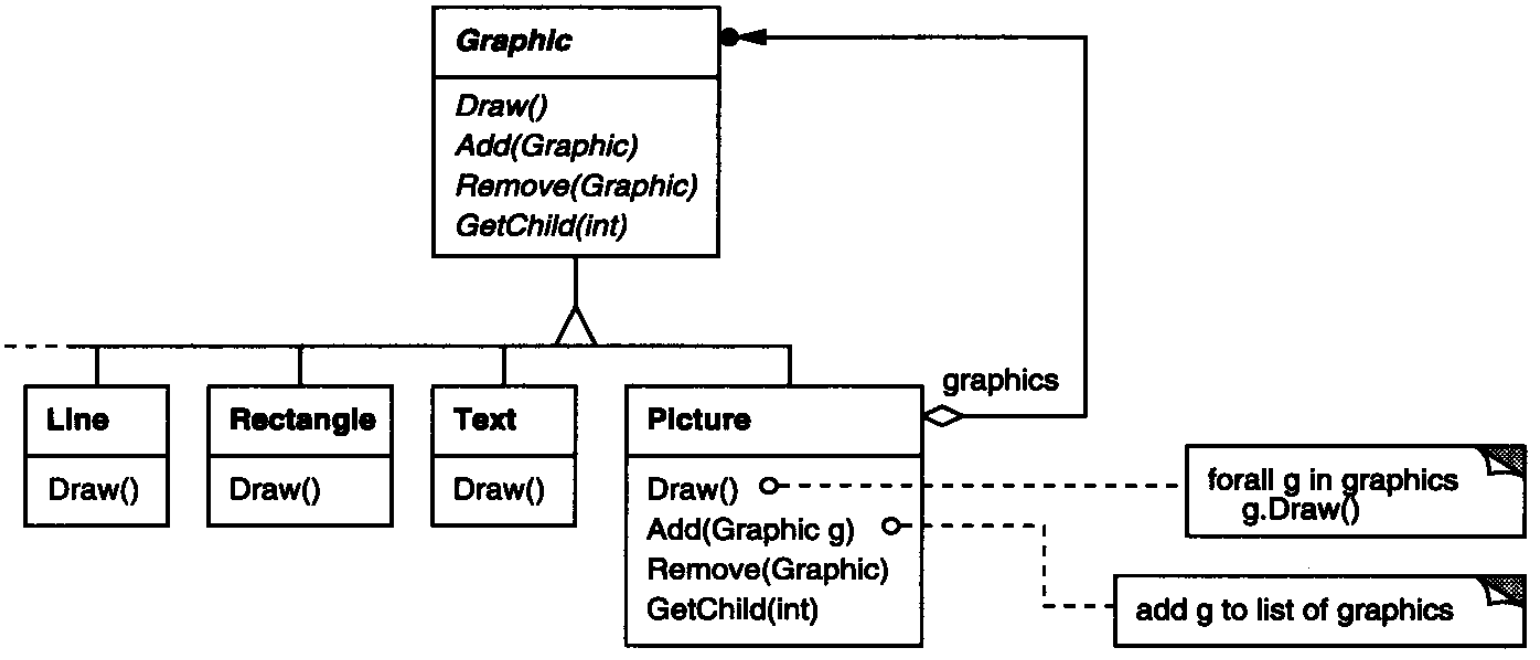 Graphic
Draw()
Add(Graphic)
Remove(Graphic)
GetChild(int)
graphics
Line
Draw()
Rectangle
Draw()
Text
Draw()
Picture
Draw()
Add(Graphic g)
Remove(Graphic)
GetChild(int)
forall g in graphics
g.Draw()
add g to list of graphics